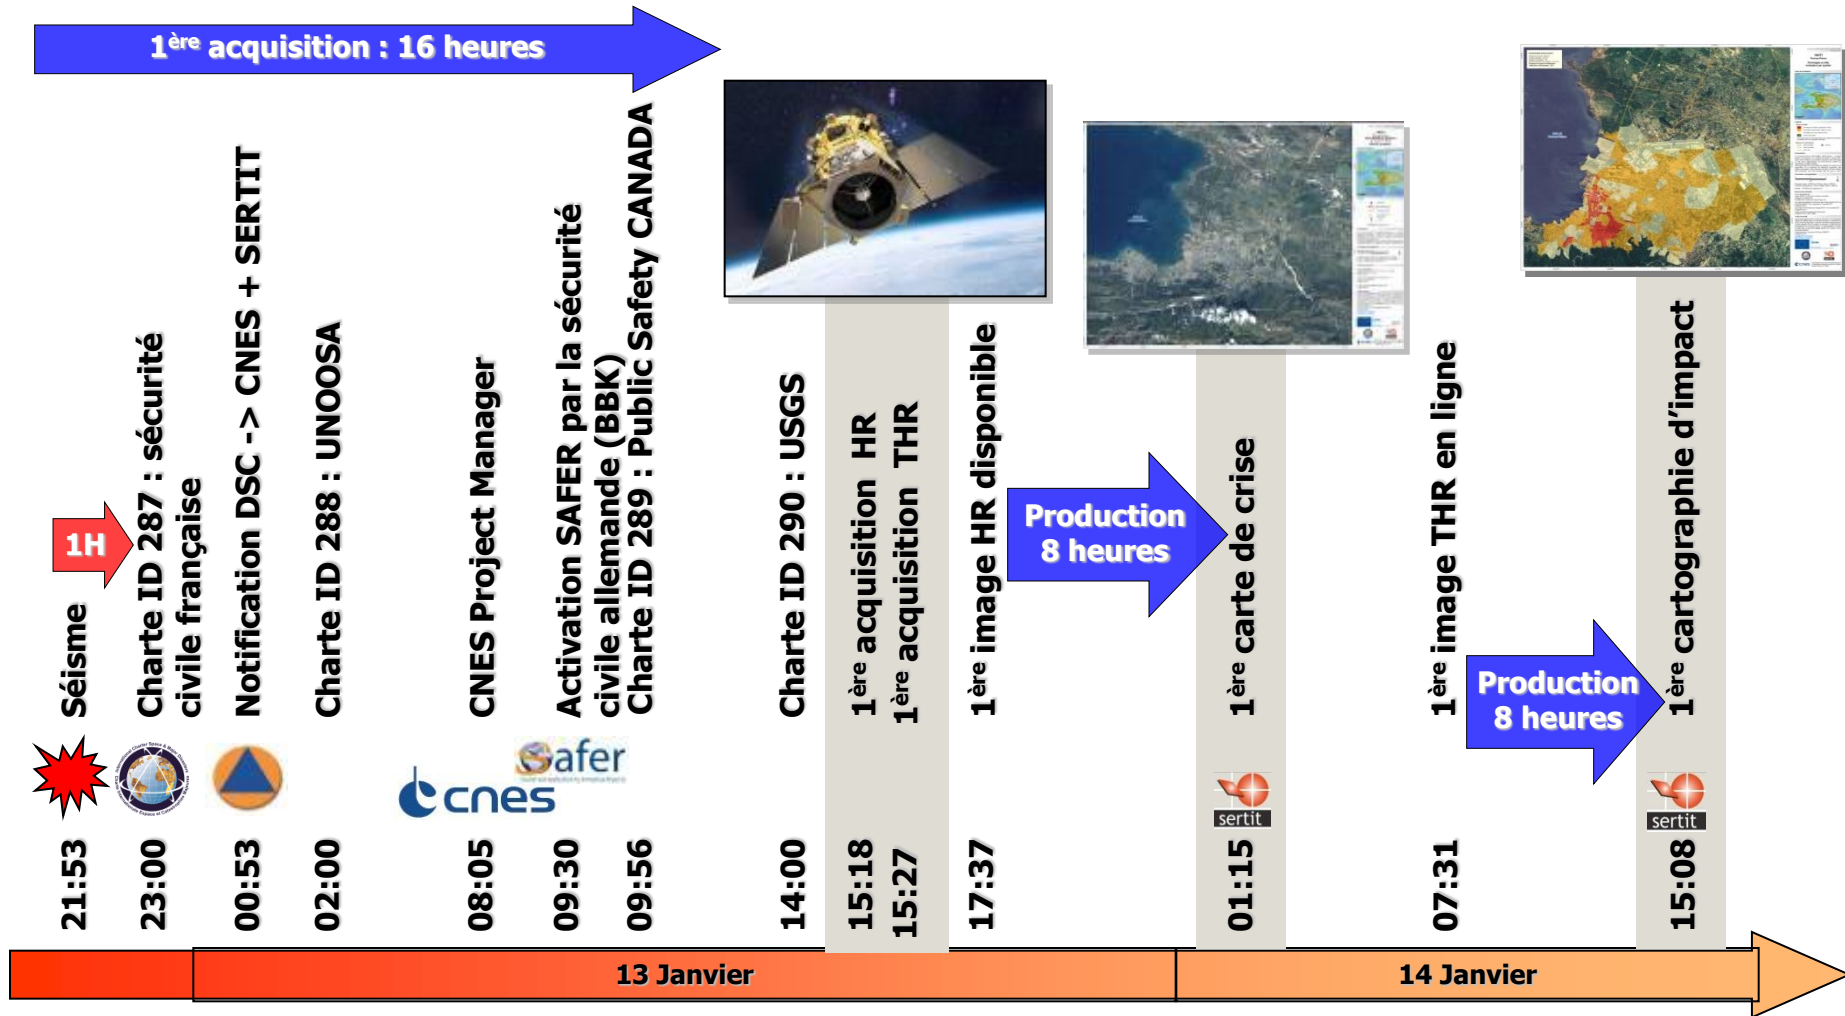 1ère acquisition : 16 heures
1H
Séisme
Charte ID 287 : sécurité
civile française
Notification DSC -> CNES + SERTIT
Charte ID 288 : UNOOSA
CNES Project Manager
Activation SAFER par la sécurité
civile allemande (BBK)
Charte ID 289 : Public Safety CANADA
Charte ID 290 : USGS
1ère acquisition HR
1ère acquisition THR
1ère image HR disponible
Production
8 heures
1ère carte de crise
1ère image THR en ligne
Production
8 heures
1ère cartographie d'impact
cnes
Safer
sertit
sertit
21:53
23:00
00:53
02:00
08:05
09:30
09:56
14:00
15:18
15:27
17:37
01:15
07:31
15:08
13 Janvier
14 Janvier